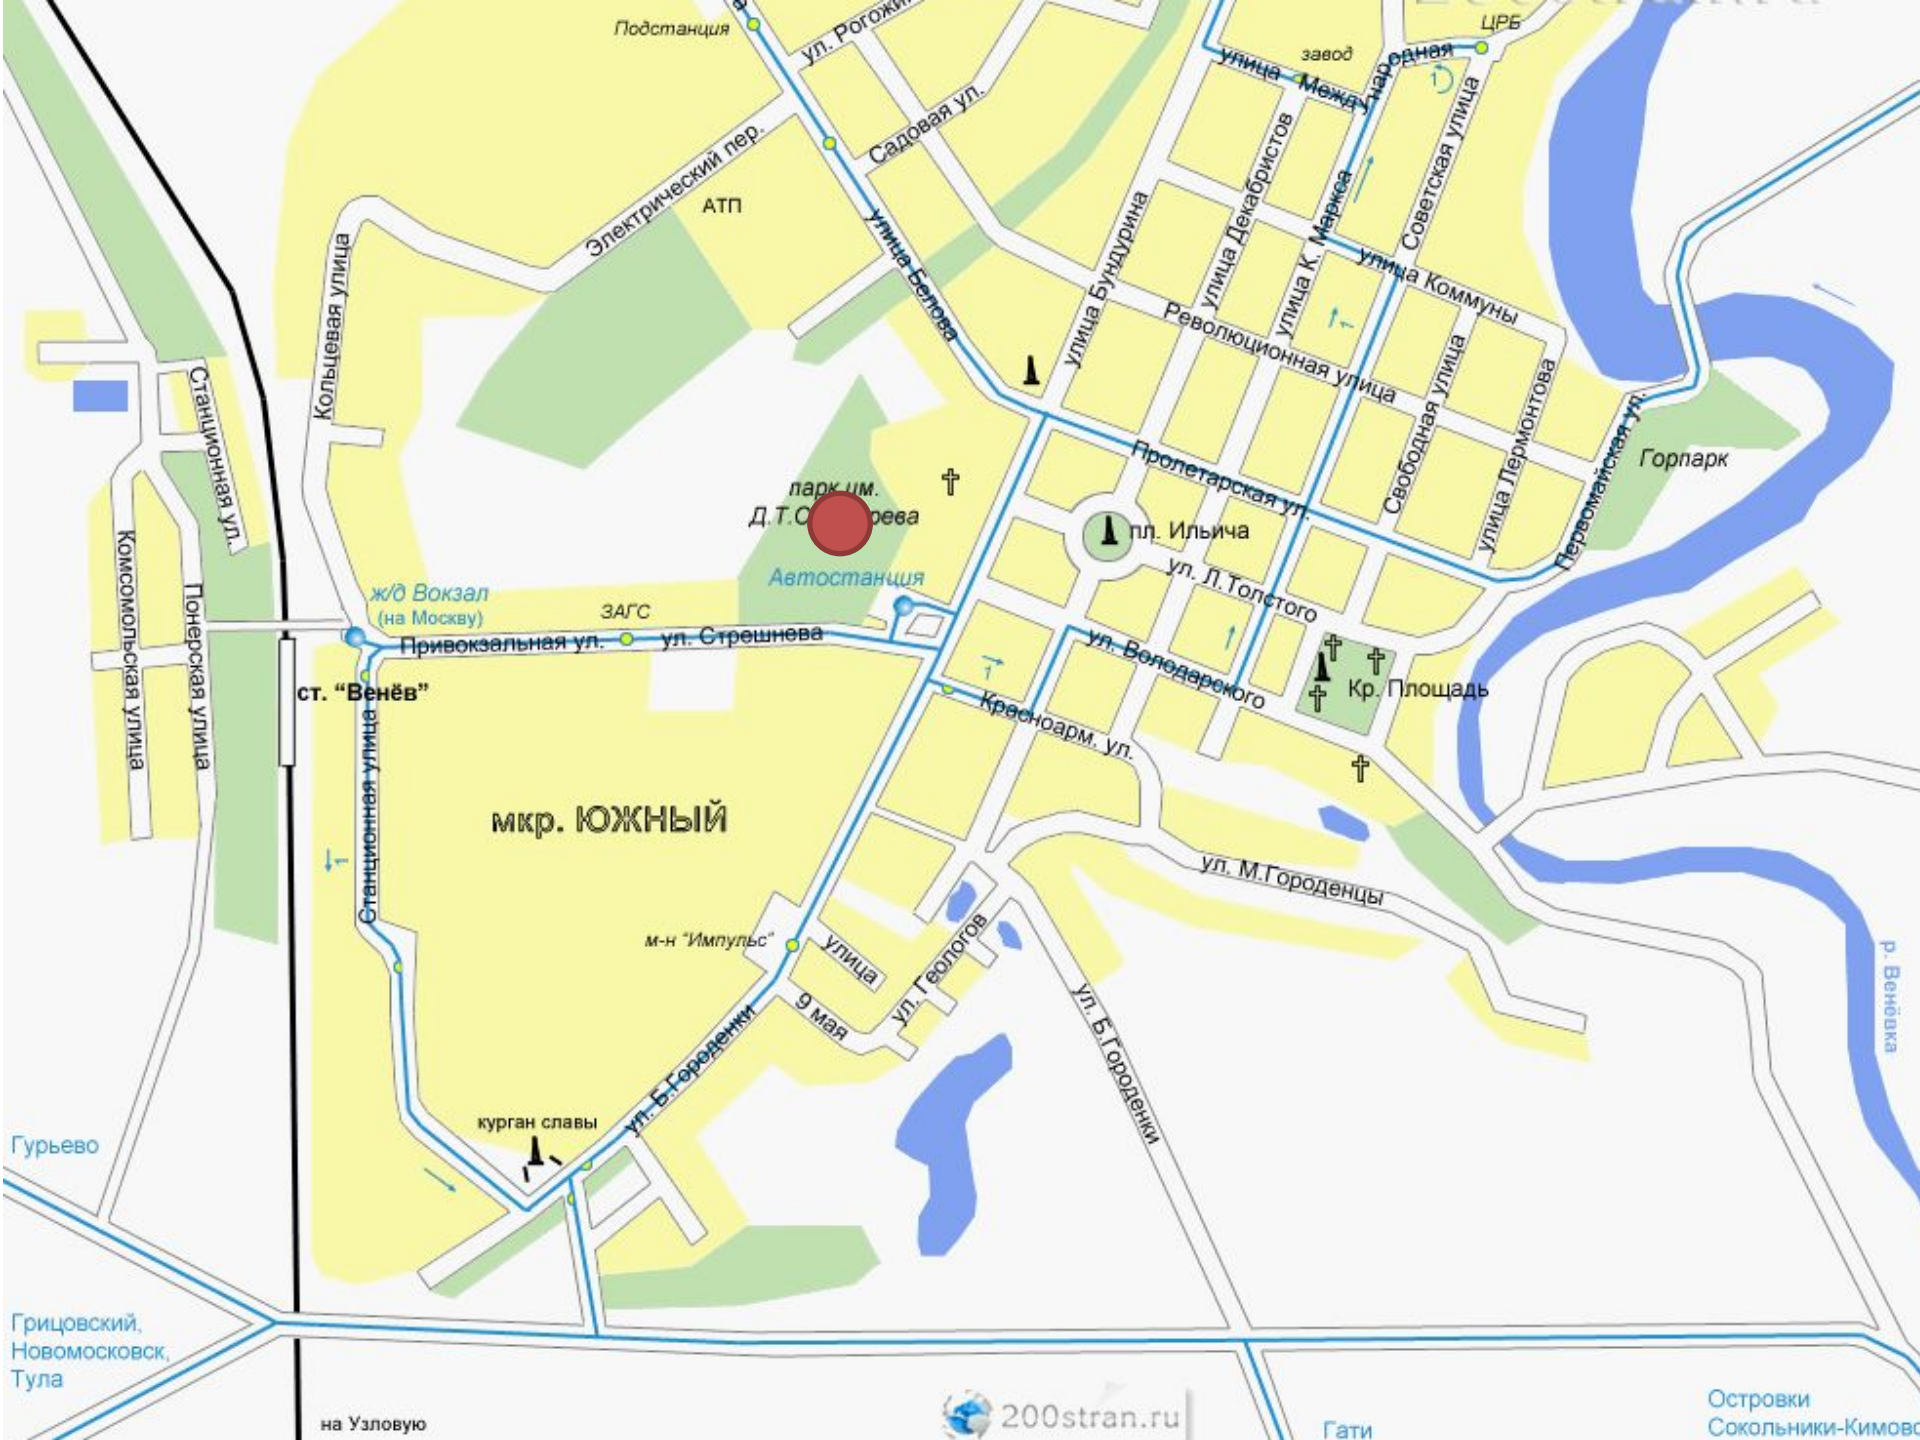 Подстанция
ул.
ЦРБ
улица Международная
завод
Садовая ул.
Электрический пер.
АТП
улица Белова
улица Бундурина
улица Декабристов
улица К. Маркса
Советская улица
улица Коммуны
Революционная улица
Кольцевая улица
Станционная ул.
Свободная улица
улица Лермонтова
Первомайская ул.
Горпарк
Пролетарская ул.
парк им.
Д.Т.
пл. Ильича
ул. Л.Толстого
Автостанция
ж/д Вокзал
(на Москву)
ЗАГС
Привокзальная ул.
ул. Стрешнева
Комсомольская улица
Понерская улица
ст. “Венёв”
1
ул. Володарского
Кр. Площадь
Красноарм. ул.
1
1
1
Станционная улица
мкр. ЮЖНЫЙ
ул. М.Городенцы
м-н “Импульс”
улица
9 мая
ул. Геологов
р. Венёвка
ул. Б.Городенки
ул. Б.Городенки
курган славы
Гурьево
Грицовский,
Новомосковск,
Тула
на Узловую
200stran.ru
Гати
Островки